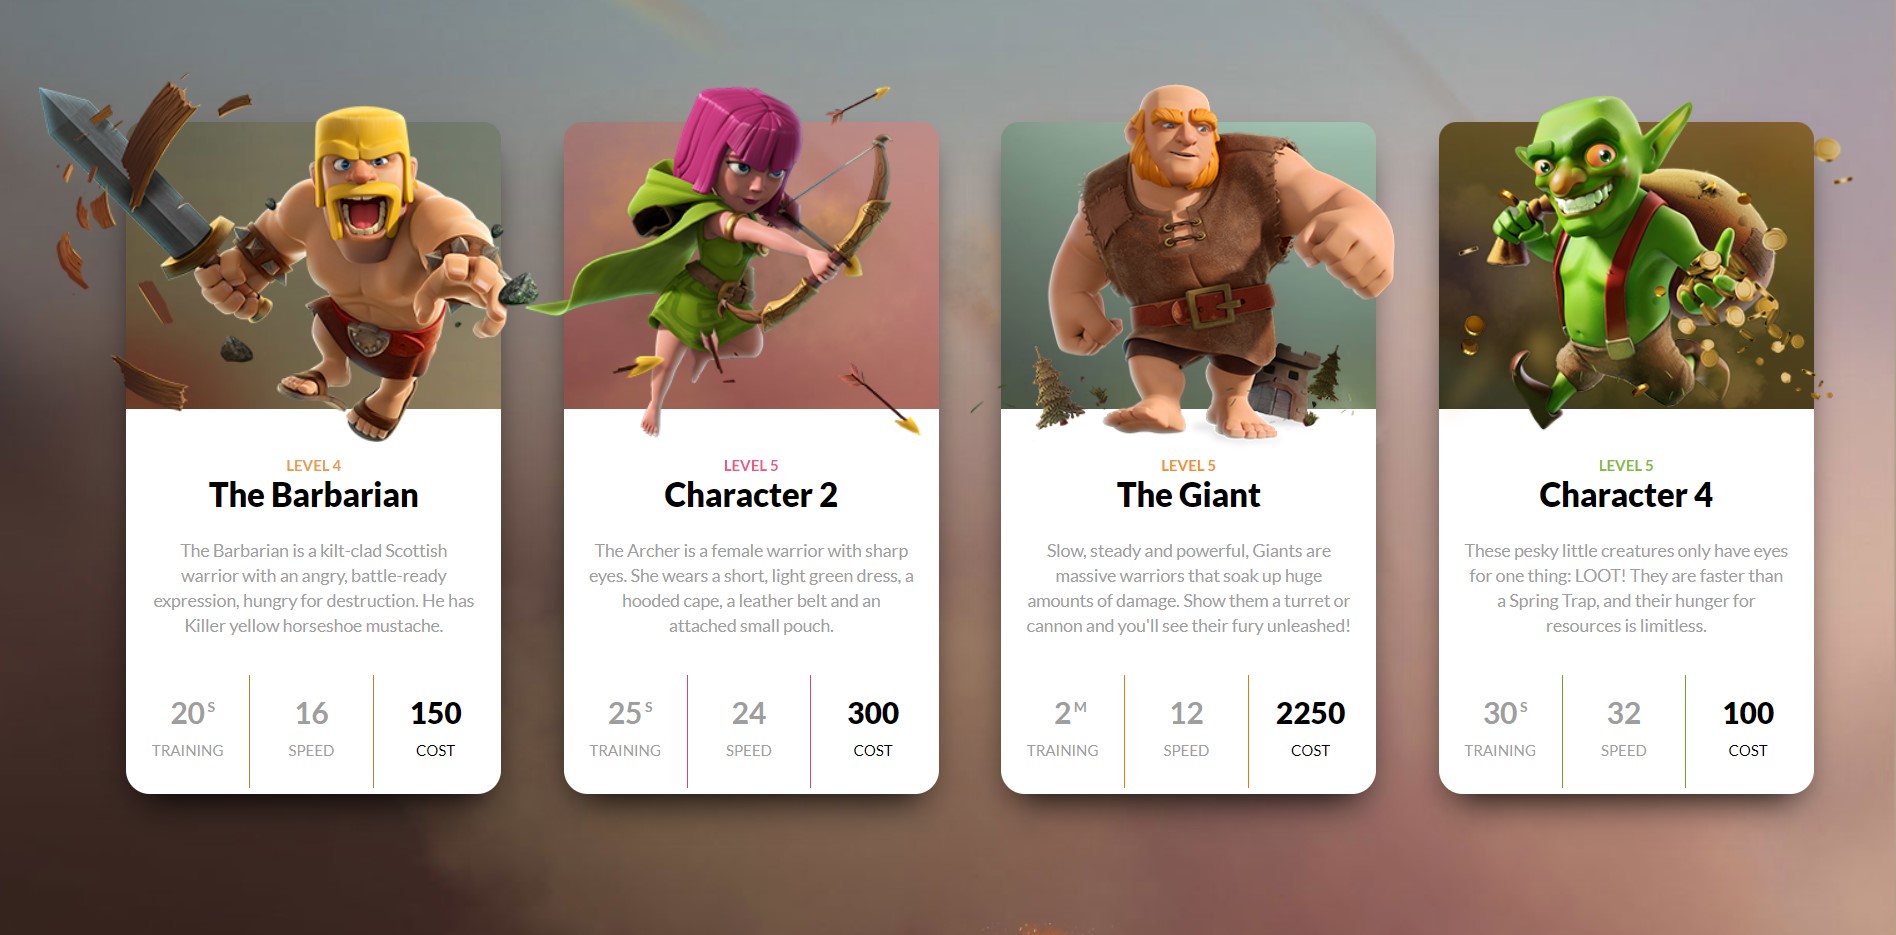 LEVEL 4
The Barbarian
The Barbarian is a kilt-clad Scottish
warrior with an angry, battle-ready
expression, hungry for destruction. He has
Killer yellow horseshoe mustache.
20 S
TRAINING
16
SPEED
150
COST
LEVEL 5
Character 2
The Archer is a female warrior with sharp
eyes. She wears a short, light green dress, a
hooded cape, a leather belt and an
attached small pouch.
25 S
TRAINING
24
SPEED
300
COST
LEVEL 5
The Giant
Slow, steady and powerful, Giants are
massive warriors that soak up huge
amounts of damage. Show them a turret or
cannon and you'll see their fury unleashed!
2 M
TRAINING
12
SPEED
2250
COST
LEVEL 5
Character 4
These pesky little creatures only have eyes
for one thing: LOOT! They are faster than
a Spring Trap, and their hunger for
resources is limitless.
30 S
TRAINING
32
SPEED
100
COST